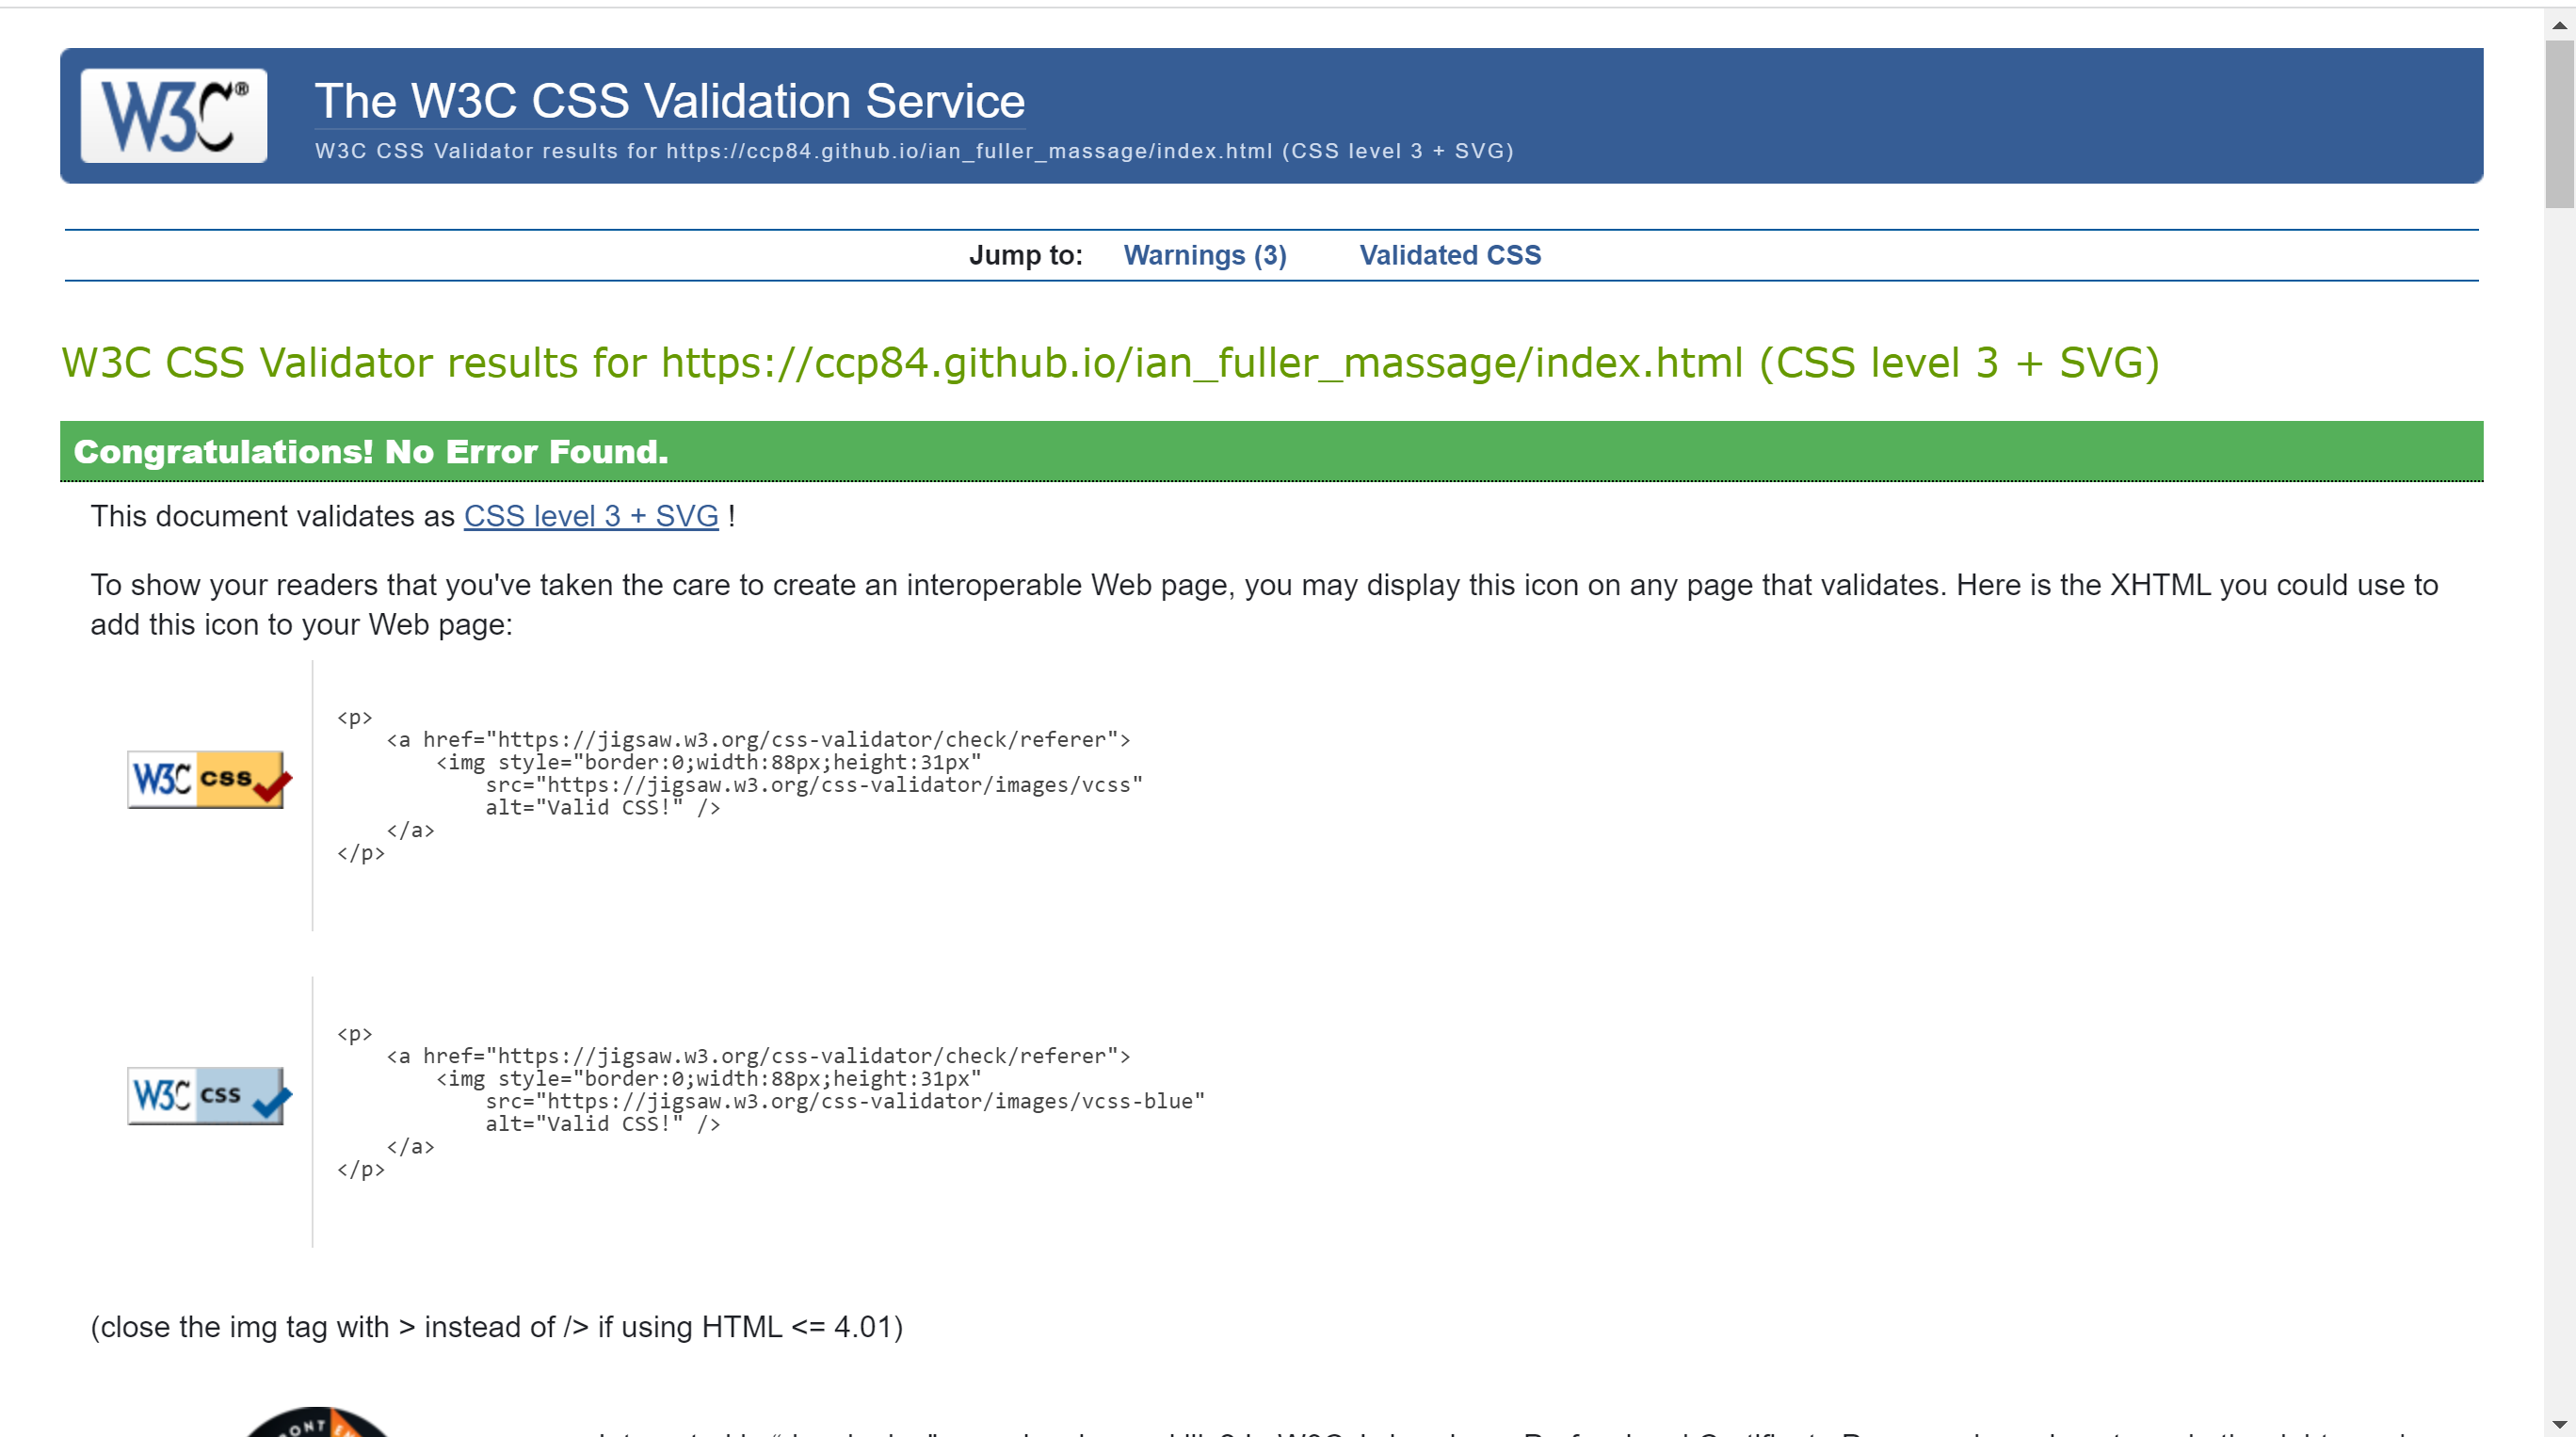 W3C®
The W3C CSS Validation Service
W3C CSS Validator results for https://ccp84.github.io/ian_fuller_massage/index.html (CSS level 3 + SVG)
Jump to: Warnings (3) Validated CSS
W3C CSS Validator results for https://ccp84.github.io/ian_fuller_massage/index.html (CSS level 3 + SVG)
Congratulations! No Error Found.
This document validates as CSS level 3 + SVG !
To show your readers that you've taken the care to create an interoperable Web page, you may display this icon on any page that validates. Here is the XHTML you could use to
add this icon to your Web page:
<p>
<a href="https://jigsaw.w3.org/css-validator/check/referer">
<img style="border:0;width:88px;height:31px"
W3C css
src="https://jigsaw.w3.org/css-validator/images/vcss"
alt="Valid CSS!" />
</a>
</p>
<p>
<a href="https://jigsaw.w3.org/css-validator/check/referer">
<img style="border:0;width:88px;height:31px"
W3C css
src="https://jigsaw.w3.org/css-validator/images/vcss-blue"
alt="Valid CSS!" />
</a>
</p>
(close the img tag with > instead of /> if using HTML <= 4.01)